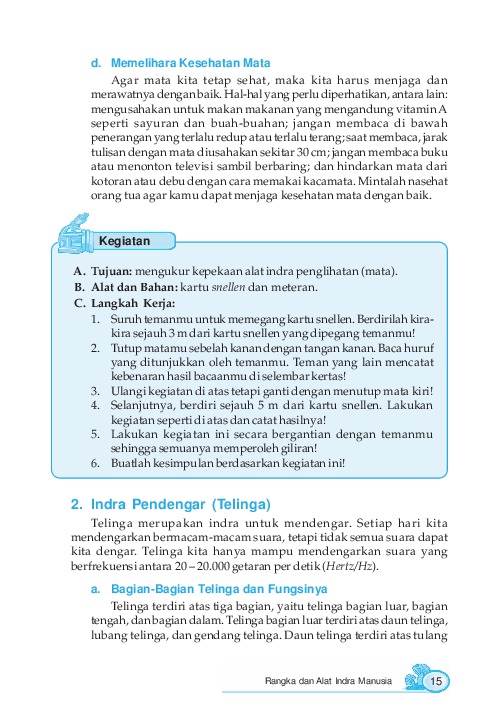 d. Memelihara Kesehatan Mata
Agar mata kita tetap sehat, maka kita harus menjaga dan
merawatnya dengan baik. Hal-hal yang perlu diperhatikan, antara lain:
mengusahakan untuk makan makanan yang mengandung vitamin A
seperti sayuran dan buah-buahan; jangan membaca di bawah
penerangan yang terlalu redup atau terlalu terang; saat membaca, jarak
tulisan dengan mata diusahakan sekitar 30 cm; jangan membaca buku
atau menonton televisi sambil berbaring; dan hindarkan mata dari
kotoran atau debu dengan cara memakai kacamata. Mintalah nasehat
orang tua agar kamu dapat menjaga kesehatan mata dengan baik.
Kegiatan
A. Tujuan: mengukur kepekaan alat indra penglihatan (mata).
B. Alat dan Bahan: kartu snellen dan meteran.
C. Langkah Kerja:
1. Suruh temanmu untuk memegang kartu snellen. Berdirilah kira-
kira sejauh 3 m dari kartu snellen yang dipegang temanmu!
2. Tutup matamu sebelah kanan dengan tangan kanan. Baca huruf
yang ditunjukkan oleh temanmu. Teman yang lain mencatat
kebenaran hasil bacaanmu di selembar kertas!
3. Ulangi kegiatan di atas tetapi ganti dengan menutup mata kiri!
4. Selanjutnya, berdiri sejauh 5 m dari kartu snellen. Lakukan
kegiatan seperti di atas dan catat hasilnya!
5. Lakukan kegiatan ini secara bergantian dengan temanmu
sehingga semuanya memperoleh giliran!
6. Buatlah kesimpulan berdasarkan kegiatan ini!
2. Indra Pendengar (Telinga)
Telinga merupakan indra untuk mendengar. Setiap hari kita
mendengarkan bermacam-macam suara, tetapi tidak semua suara dapat
kita dengar. Telinga kita hanya mampu mendengarkan suara yang
berfrekuensi antara 20 – 20.000 getaran per detik (Hertz/Hz).
a. Bagian-Bagian Telinga dan Fungsinya
Telinga terdiri atas tiga bagian, yaitu telinga bagian luar, bagian
tengah, dan bagian dalam. Telinga bagian luar terdiri atas daun telinga,
lubang telinga, dan gendang telinga. Daun telinga terdiri atas tulang
Rangka dan Alat Indra Manusia 15